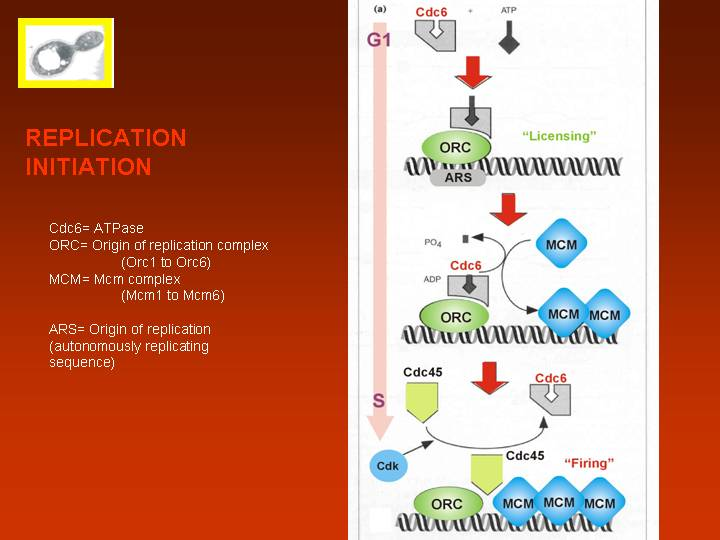 REPLICATION
INITIATION
Cdc6= ATPase
ORC= Origin of replication complex
(Orc1 to Orc6)
MCM= Mcm complex
(Mcm1 to Mcm6)
ARS= Origin of replication
(autonomously replicating
sequence)
(a)
Cdc6 + ATP
G1
"Licensing"
ORC
ARS
PO4
MCM
Cdc6
ADP
ORC
MCM MCM
Cdc45
Cdc6
S
Cdk
Cdc45
"Firing"
ORC
MCM MCM MCM